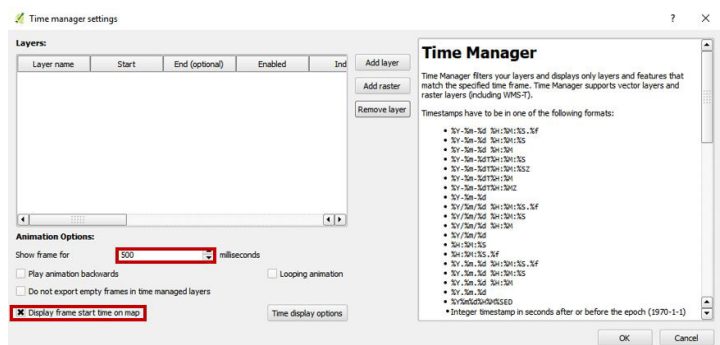 Time manager settings
? ×
Layers:
Layer name Start End (optional) Enabled Ind
Add layer
Add raster
Remove layer
Animation Options:
Show frame for 500 milliseconds
Play animation backwards Looping animation
Do not export empty frames in time managed layers
Display frame start time on map Time display options
Time Manager
Time Manager filters your layers and displays only layers and features that
match the specified time frame. Time Manager supports vector layers and
raster layers (including WMS-T).
Timestamps have to be in one of the following formats:
• %Y-%m-%d %H:%M:%S.%f
• %Y-%m-%d %H:%M:%S
• %Y-%m-%d %H:%M
• %Y-%m-%dT%H:%M:%S
• %Y-%m-%dT%H:%M:%SZ
• %Y-%m-%dT%H:%M
• %Y-%m-%dT%H:%MZ
• %Y-%m-%d
• %Y/%m/%d %H:%M:%S.%f
• %Y/%m/%d %H:%M:%S
• %Y/%m/%d %H:%M
• %Y/%m/%d
• %H:%M:%S
• %H:%M:%S.%f
• %Y.%m.%d %H:%M:%S.%f
• %Y.%m.%d %H:%M:%S
• %Y.%m.%d %H:%M
• %Y.%m.%d
• %Y%m%d%H%M%SED
• Integer timestamp in seconds after or before the epoch (1970-1-1)
OK Cancel